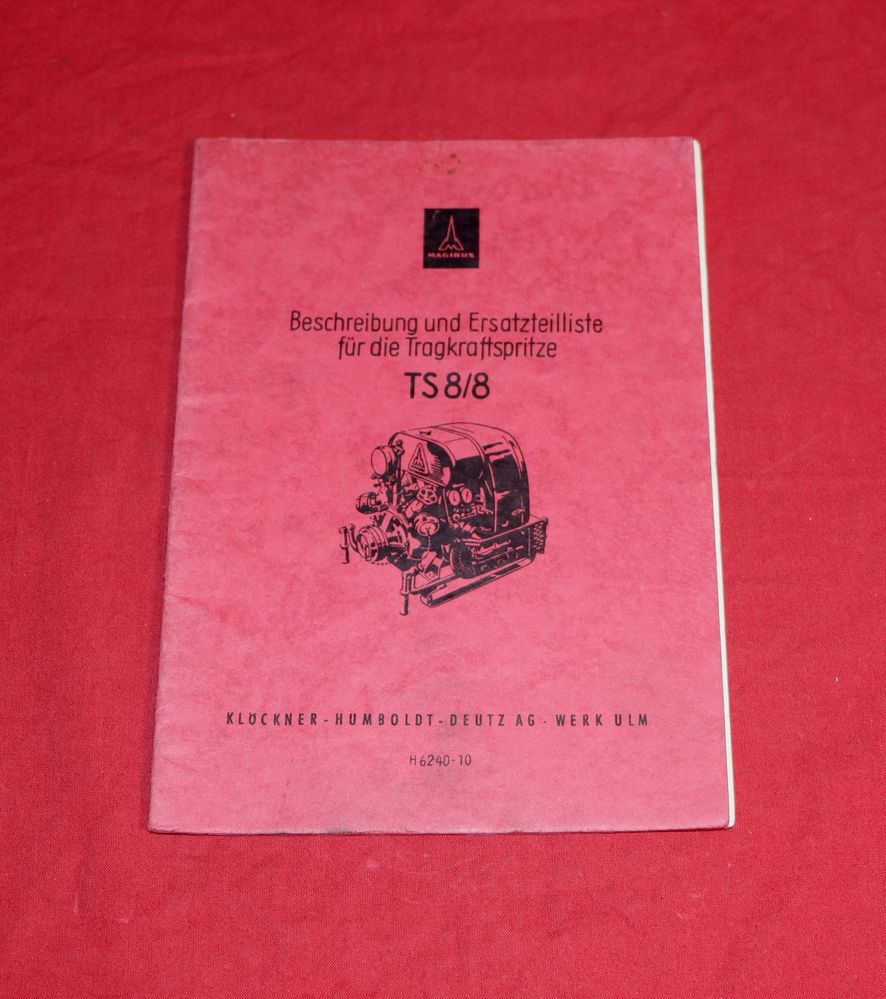 MAGIRUS
Beschreibung und Ersatzteilliste
für die Tragkraftspritze
TS 8/8
KLÖCKNER-HUMBOLDT-DEUTZ AG · WERK ULM
H 6240-10